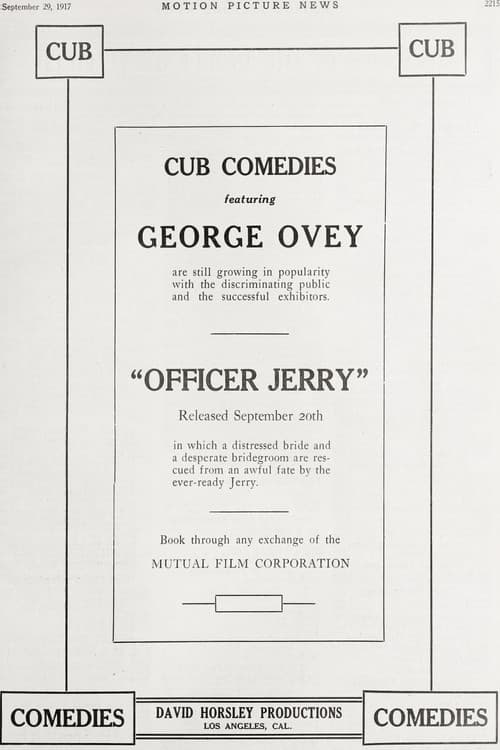 September 29, 1917 MOTION PICTURE NEWS 2215
CUB CUB
CUB COMEDIES
featuring
GEORGE OVEY
are still growing in popularity
with the discriminating public
and the successful exhibitors.
“OFFICER JERRY”
Released September 20th
in which a distressed bride and
a desperate bridegroom are res-
cued from an awful fate by the
ever-ready Jerry.
Book through any exchange of the
MUTUAL FILM CORPORATION
COMEDIES DAVID HORSLEY PRODUCTIONS COMEDIES
LOS ANGELES, CAL.